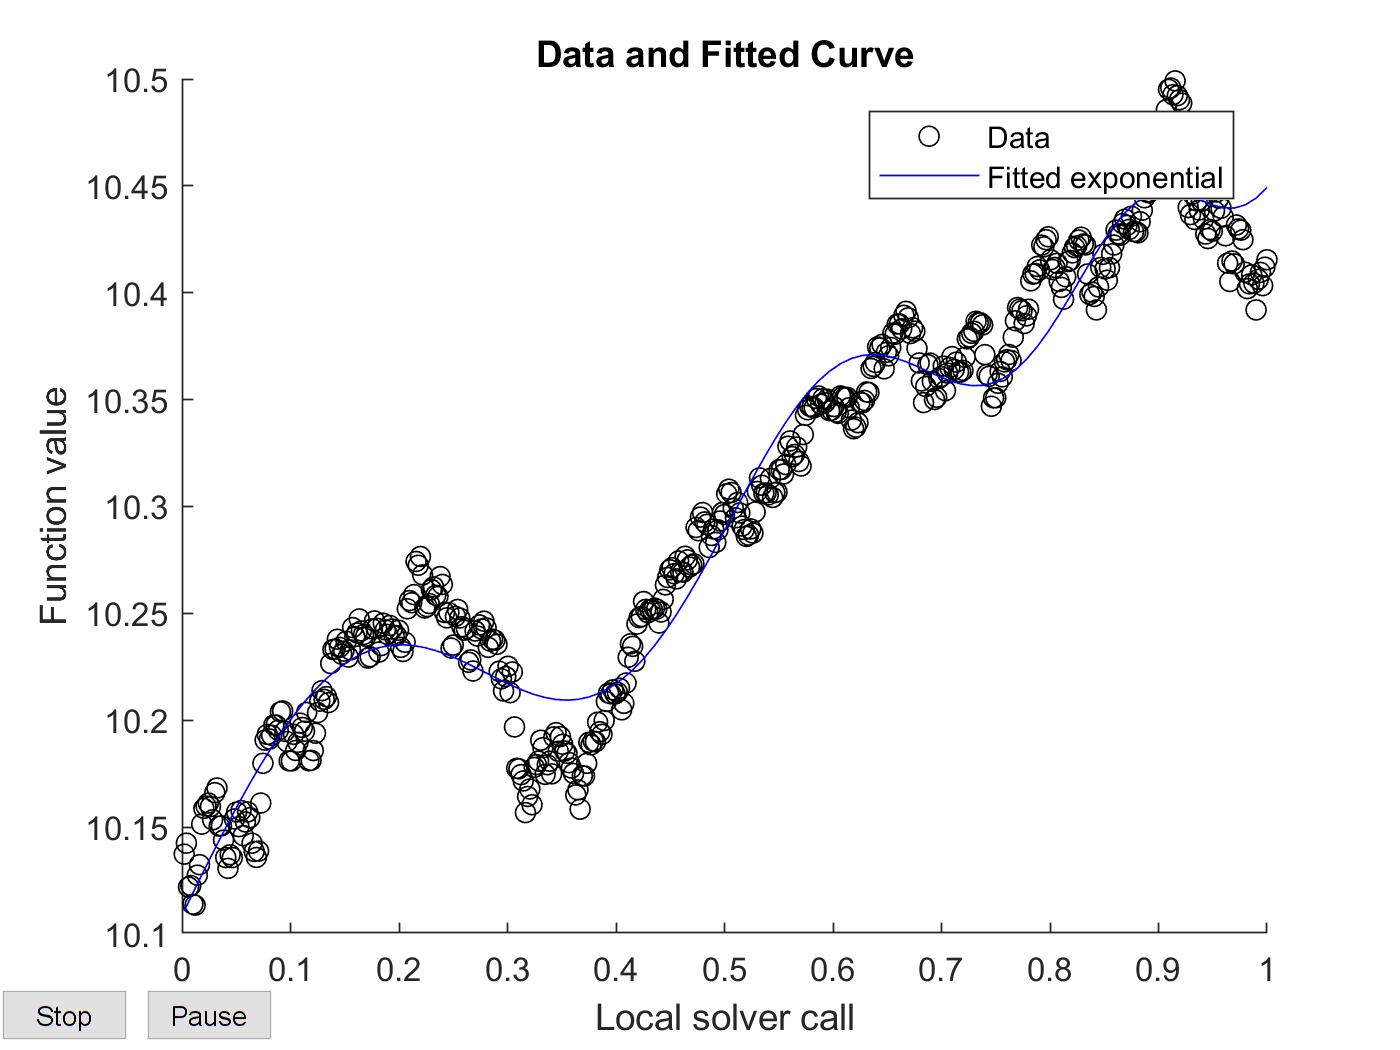 Data and Fitted Curve
10.5
10.45
10.4
10.35
10.3
10.25
10.2
10.15
10.1
Function value
Data
Fitted exponential
0 0.1 0.2 0.3 0.4 0.5 0.6 0.7 0.8 0.9 1
Local solver call
Stop Pause